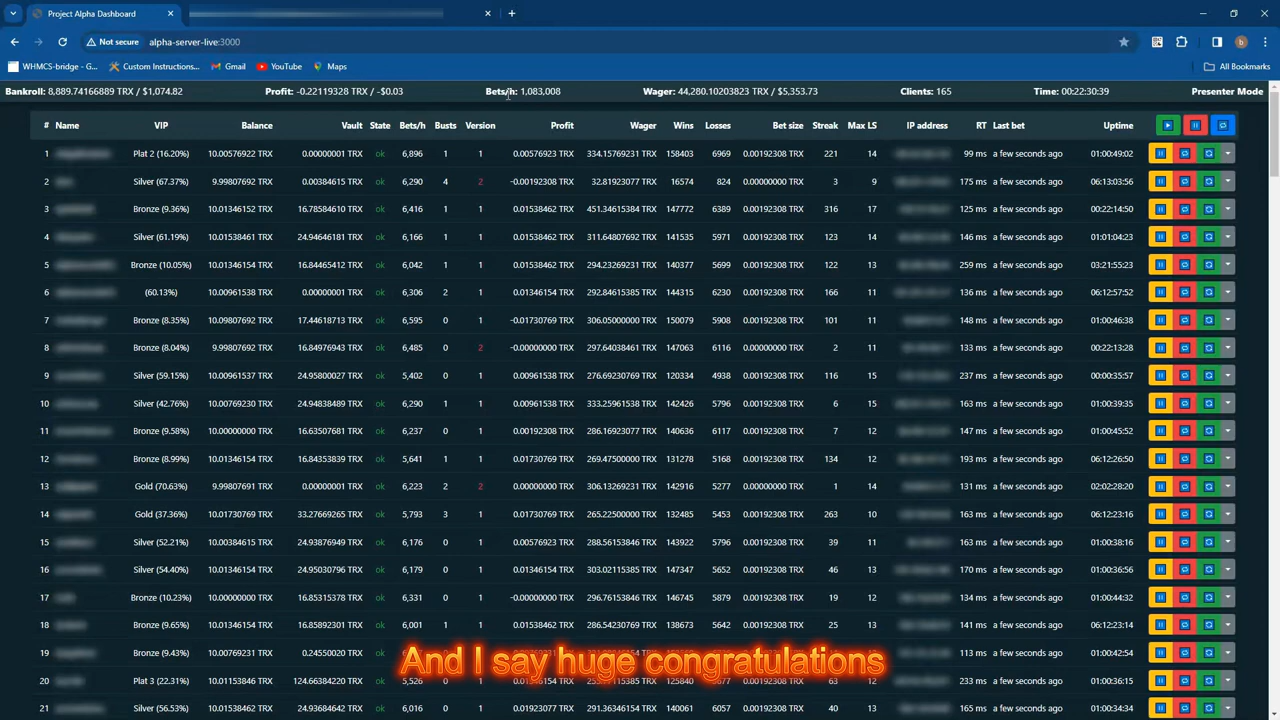 Project Alpha Dashboard
Not secure alpha-server-live:3000
WHMCS-bridge - G... Custom Instructions... Gmail YouTube Maps All Bookmarks
Bankroll: 8,889.74166889 TRX / $1,074.82 Profit: -0.22119328 TRX / -$0.03 Bets/h: 1,083,008 Wager: 44,280.10203823 TRX / $5,353.73 Clients: 165 Time: 00:22:30:39 Presenter Mode
# Name VIP Balance Vault State Bets/h Busts Version Profit Wager Wins Losses Bet size Streak Max LS IP address RT Last bet Uptime
1 Plat 2 (16.20%) 10.00576922 TRX 0.00000001 TRX ok 6,896 1 1 TRX 334.15769231 TRX 158403 6969 0.00192308 TRX 221 14 99 ms a few seconds ago 01:00:49:02
2 Silver (67.37%) 9.99807692 TRX 0.00384615 TRX ok 6,290 4 1 -0.00192308 TRX 32.81923077 TRX 16574 824 0.00000000 TRX 3 9 175 ms a few seconds ago 06:13:03:56
3 Bronze (9.36%) 10.01346152 TRX 16.78584610 TRX ok 6,416 1 1 0.01538462 TRX 451.34615384 TRX 147772 6389 0.00192308 TRX 316 17 125 ms a few seconds ago 00:22:14:50
4 Silver (61.19%) 10.01538461 TRX 24.94646181 TRX ok 6,166 1 1 0.01538462 TRX 311.64807692 TRX 141535 5971 0.00192308 TRX 123 14 146 ms a few seconds ago 01:01:04:23
5 Bronze (10.05%) 10.01346154 TRX 16.84465412 TRX ok 6,042 1 1 0.01538462 TRX 294.23269231 TRX 140377 5699 0.00192308 TRX 122 13 259 ms a few seconds ago 03:21:55:23
6 (60.13%) 10.00961538 TRX 0.00000001 TRX ok 6,306 2 1 0.01153846 TRX 292.84615385 TRX 144315 6230 0.00192308 TRX 166 11 136 ms a few seconds ago 06:12:57:52
7 Bronze (8.35%) 10.09807692 TRX 17.44618713 TRX ok 6,595 0 1 -0.01730769 TRX 306.05000000 TRX 150079 5908 0.00192308 TRX 101 11 148 ms a few seconds ago 01:00:46:38
8 Bronze (8.04%) 9.99807692 TRX 16.84976943 TRX ok 6,485 0 2 -0.00000000 TRX 297.64038461 TRX 147063 6116 0.00000000 TRX 2 11 133 ms a few seconds ago 00:22:13:28
9 Silver (59.15%) 10.00961537 TRX 24.95800027 TRX ok 5,402 0 1 0.00961538 TRX 276.69230769 TRX 120334 4938 0.00192308 TRX 116 15 237 ms a few seconds ago 00:00:35:57
10 Silver (42.76%) 10.00769230 TRX 24.94838489 TRX ok 6,290 1 1 0.00961538 TRX 333.25961538 TRX 142426 5796 0.00192308 TRX 6 15 163 ms a few seconds ago 01:00:39:35
11 Bronze (9.58%) 10.00000000 TRX 16.63507681 TRX ok 6,237 0 1 0.00192308 TRX 286.16923077 TRX 140636 6117 0.00192308 TRX 7 12 147 ms a few seconds ago 01:00:45:52
12 Bronze (8.99%) 10.01346154 TRX 16.84353839 TRX ok 5,641 1 1 0.01538462 TRX 269.47500000 TRX 131278 5168 0.00192308 TRX 134 12 193 ms a few seconds ago 06:12:26:50
13 Gold (70.63%) 9.99807691 TRX 0.00000001 TRX ok 6,223 2 2 0.00000000 TRX 306.13269231 TRX 142916 5277 0.00000000 TRX 1 14 131 ms a few seconds ago 02:02:28:20
14 Gold (37.36%) 10.01730769 TRX 33.27669265 TRX ok 5,793 0 1 0.01730769 TRX 265.22500000 TRX 132485 5453 0.00192308 TRX 263 10 163 ms a few seconds ago 06:12:23:16
15 Silver (52.21%) 10.00384615 TRX 24.93876949 TRX ok 6,176 0 1 0.00576923 TRX 288.56153846 TRX 143922 5996 0.00192308 TRX 39 11 163 ms a few seconds ago 01:00:38:16
16 Silver (54.40%) 10.01346154 TRX 24.95030752 TRX ok 6,179 0 1 0.01346154 TRX 303.02115385 TRX 147347 5652 0.00192308 TRX 46 13 170 ms a few seconds ago 01:00:36:56
17 Bronze (10.23%) 10.00000000 TRX 16.85315378 TRX ok 6,331 0 1 -0.00000000 TRX 296.76153846 TRX 146745 5879 0.00192308 TRX 19 12 134 ms a few seconds ago 01:00:44:32
18 Bronze (9.65%) 10.01346154 TRX 16.85892301 TRX ok 6,001 1 1 0.01538462 TRX 292.25961538 TRX 138673 5642 0.00192308 TRX 25 12 141 ms a few seconds ago 01:00:57:06
19 Bronze (9.43%) 10.01346154 TRX 0.24550020 TRX ok 0.00192308 TRX 9 113 ms a few seconds ago 01:00:42:54
20 Plat 3 (22.31%) 10.01153846 TRX 124.66384360 TRX ok 5,526 0.00192308 TRX 63 13 233 ms a few seconds ago 01:00:36:15
21 Silver (56.53%) 10.01923076 TRX 24.95607708 TRX ok 6,016 0 1 0.01923077 TRX 291.36346154 TRX 140092 6057 0.00192308 TRX 40 13 165 ms a few seconds ago 01:00:34:34
And I say huge congratulations